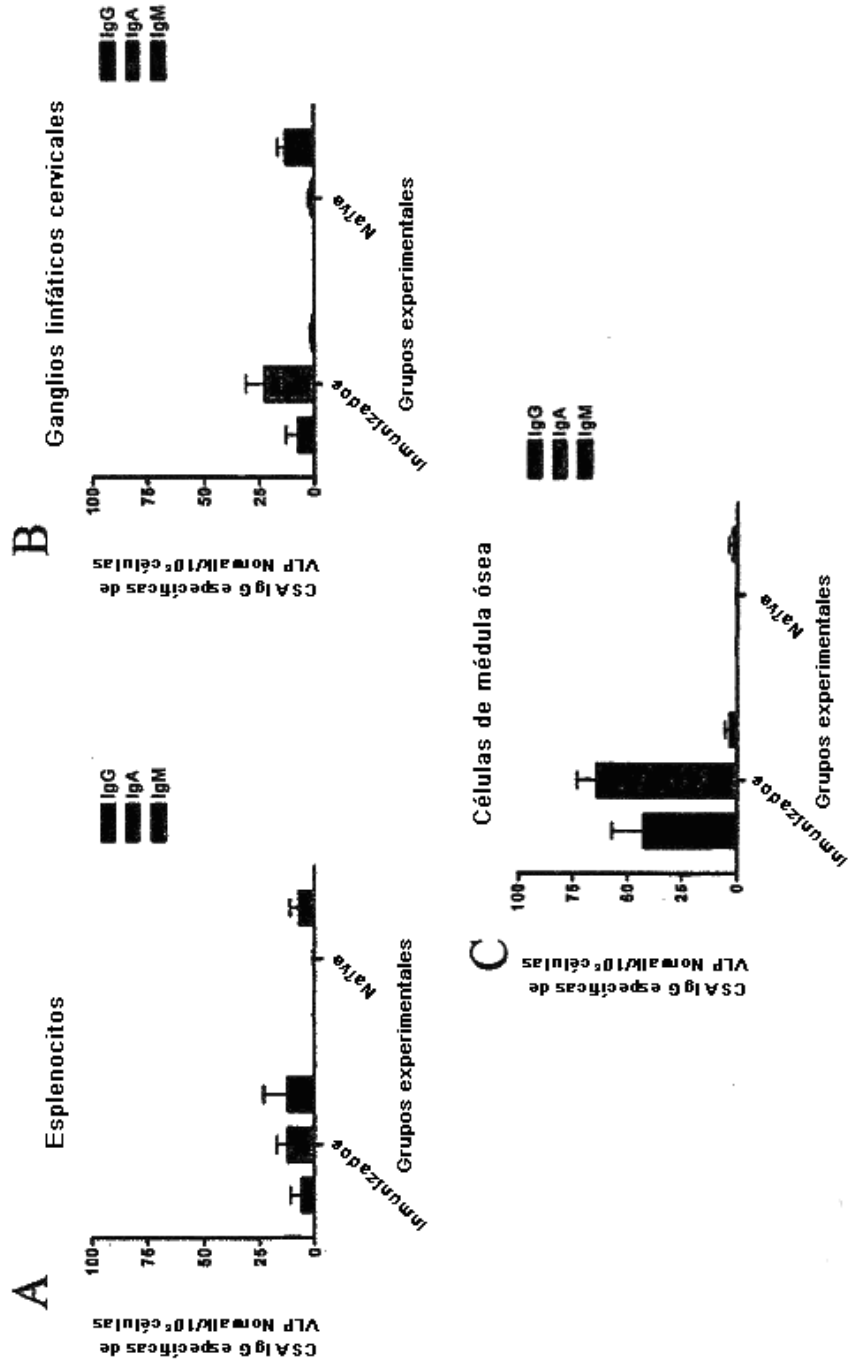 A
Esplenocitos
IgG
IgA
IgM
CSA IgG específicas de
VLP Norwalk/10⁵ células
100
75
50
25
0
Inmunizados
Naïve
Grupos experimentales
B
Ganglios linfáticos cervicales
IgG
IgA
IgM
CSA IgG específicas de
VLP Norwalk/10⁵ células
100
75
50
25
0
Inmunizados
Naïve
Grupos experimentales
C
Células de médula ósea
IgG
IgA
IgM
CSA IgG específicas de
VLP Norwalk/10⁵ células
100
75
50
25
0
Inmunizados
Naïve
Grupos experimentales